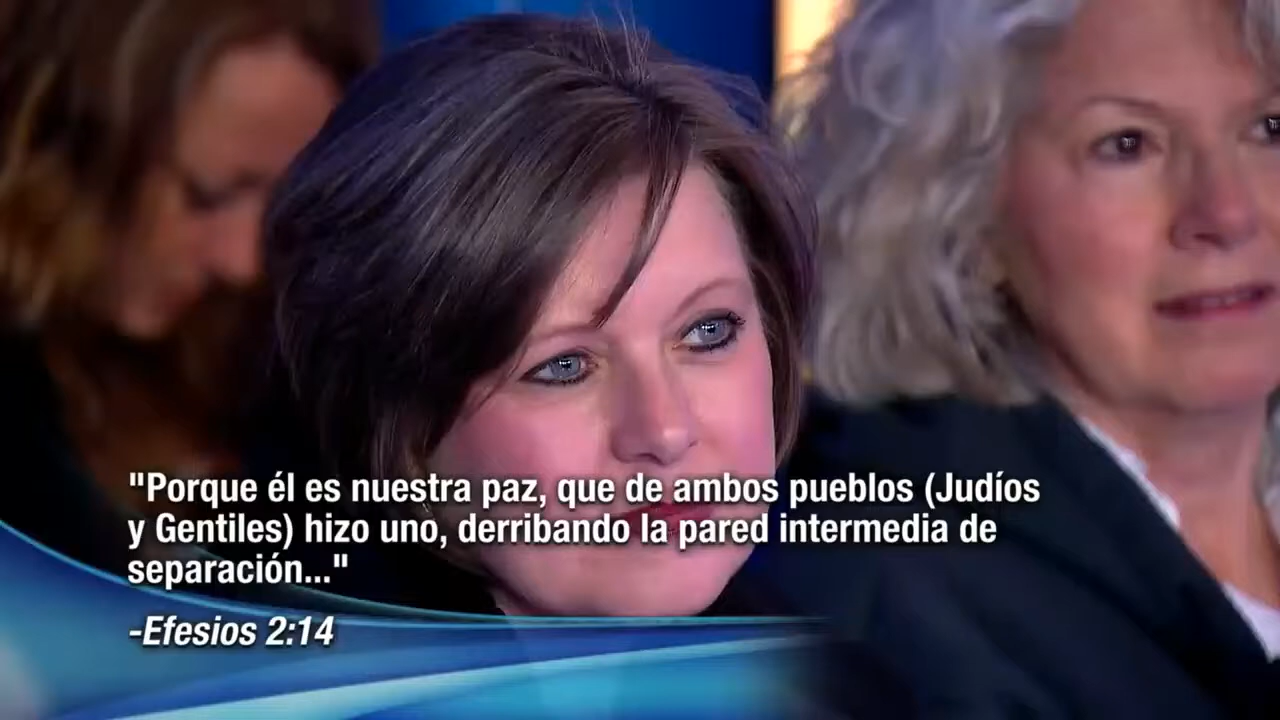 "Porque él es nuestra paz, que de ambos pueblos (Judíos
y Gentiles) hizo uno, derribando la pared intermedia de
separación..."
-Efesios 2:14